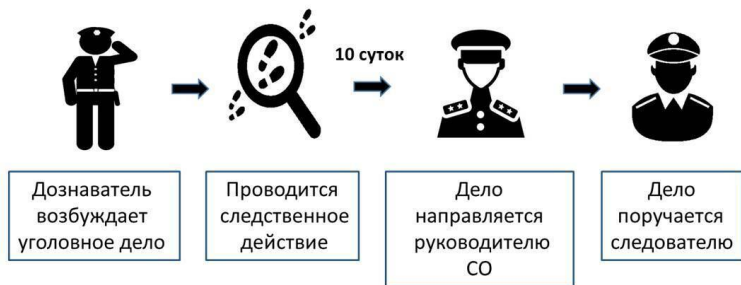 10 суток
Дознаватель
возбуждает
уголовное дело
Проводится
следственное
действие
Дело
направляется
руководителю
СО
Дело
поручается
следователю